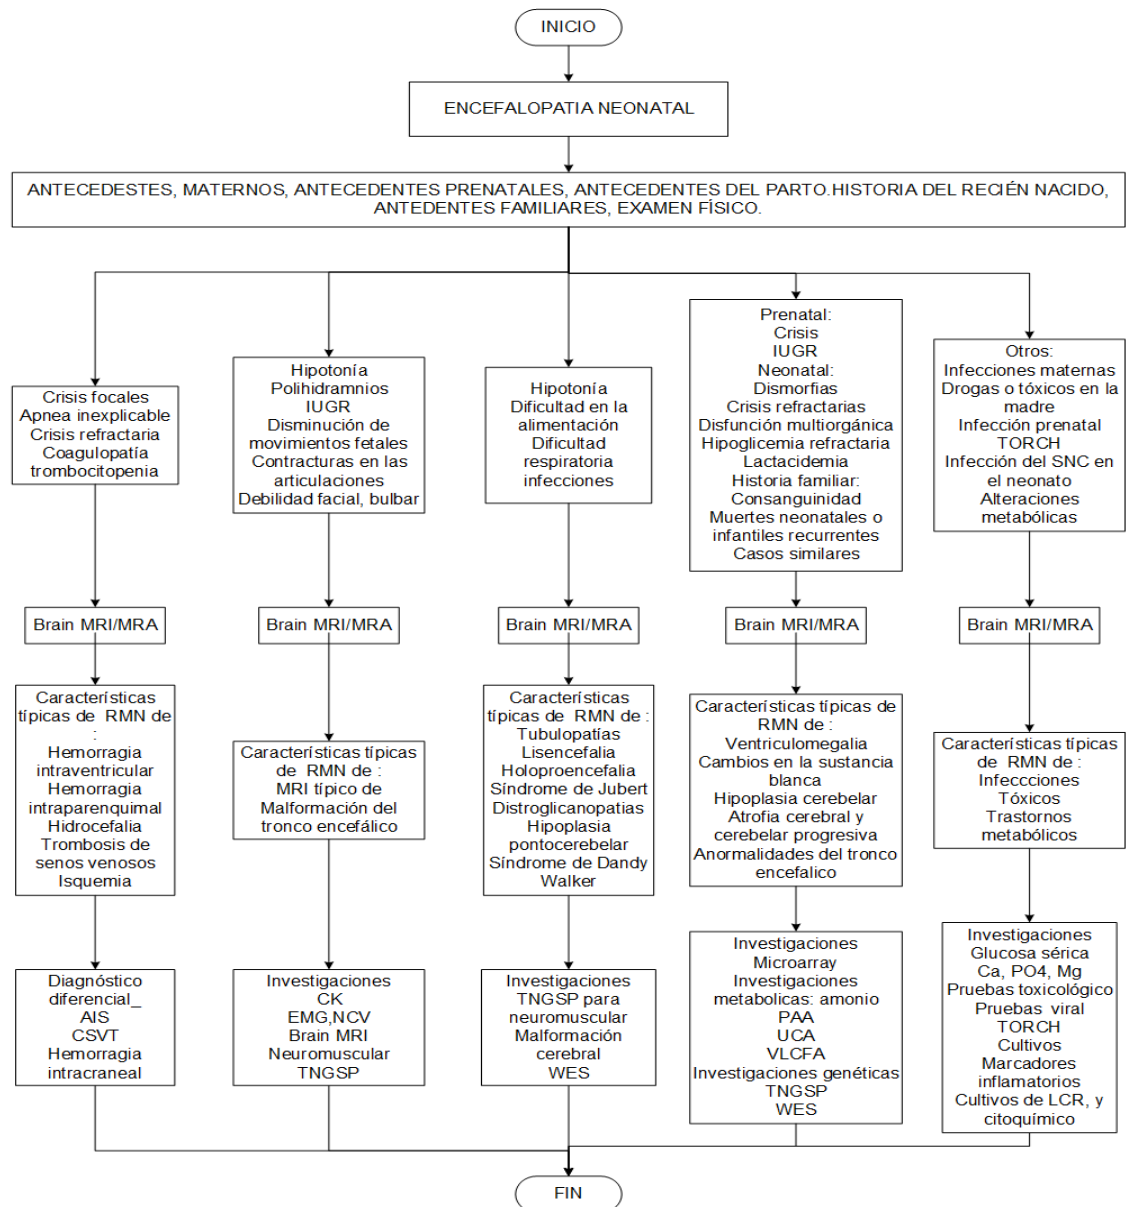 INICIO
ENCEFALOPATIA NEONATAL
ANTECEDESTES, MATERNOS, ANTECEDENTES PRENATALES, ANTECEDENTES DEL PARTO.HISTORIA DEL RECIÉN NACIDO,
ANTEDENTES FAMILIARES, EXAMEN FÍSICO.
Crisis focales
Apnea inexplicable
Crisis refractaria
Coagulopatía
trombocitopenia
Hipotonía
Polihidramnios
IUGR
Disminución de
movimientos fetales
Contracturas en las
articulaciones
Debilidad facial, bulbar
Hipotonía
Dificultad en la
alimentación
Dificultad
respiratoria
infecciones
Prenatal:
Crisis
IUGR
Neonatal:
Dismorfias
Crisis refractarias
Disfunción multiorgánica
Hipoglicemia refractaria
Lactacidemia
Historia familiar:
Consanguinidad
Muertes neonatales o
infantiles recurrentes
Casos similares
Otros:
Infecciones maternas
Drogas o tóxicos en la
madre
Infección prenatal
TORCH
Infección del SNC en
el neonato
Alteraciones
metabólicas
Brain MRI/MRA
Brain MRI/MRA
Brain MRI/MRA
Brain MRI/MRA
Brain MRI/MRA
Características
típicas de RMN de
:
Hemorragia
intraventricular
Hemorragia
intraparenquimal
Hidrocefalia
Trombosis de
senos venosos
Isquemia
Características típicas
de RMN de :
MRI típico de
Malformación del
tronco encefálico
Características
típicas de RMN de :
Tubulopatías
Lisencefalia
Holoproencefalia
Síndrome de Jubert
Distroglicanopatias
Hipoplasia
pontocerebelar
Síndrome de Dandy
Walker
Características típicas de
RMN de :
Ventriculomegalia
Cambios en la sustancia
blanca
Hipoplasia cerebelar
Atrofia cerebral y
cerebelar progresiva
Anormalidades del tronco
encefalico
Características típicas
de RMN de :
Infeccciones
Tóxicos
Trastornos
metabólicos
Diagnóstico
diferencial_
AIS
CSVT
Hemorragia
intracraneal
Investigaciones
CK
EMG,NCV
Brain MRI
Neuromuscular
TNGSP
Investigaciones
TNGSP para
neuromuscular
Malformación
cerebral
WES
Investigaciones
Microarray
Investigaciones
metabolicas: amonio
PAA
UCA
VLCFA
Investigaciones genéticas
TNGSP
WES
Investigaciones
Glucosa sérica
Ca, PO4, Mg
Pruebas toxicológico
Pruebas viral
TORCH
Cultivos
Marcadores
inflamatorios
Cultivos de LCR, y
citoquímico
FIN